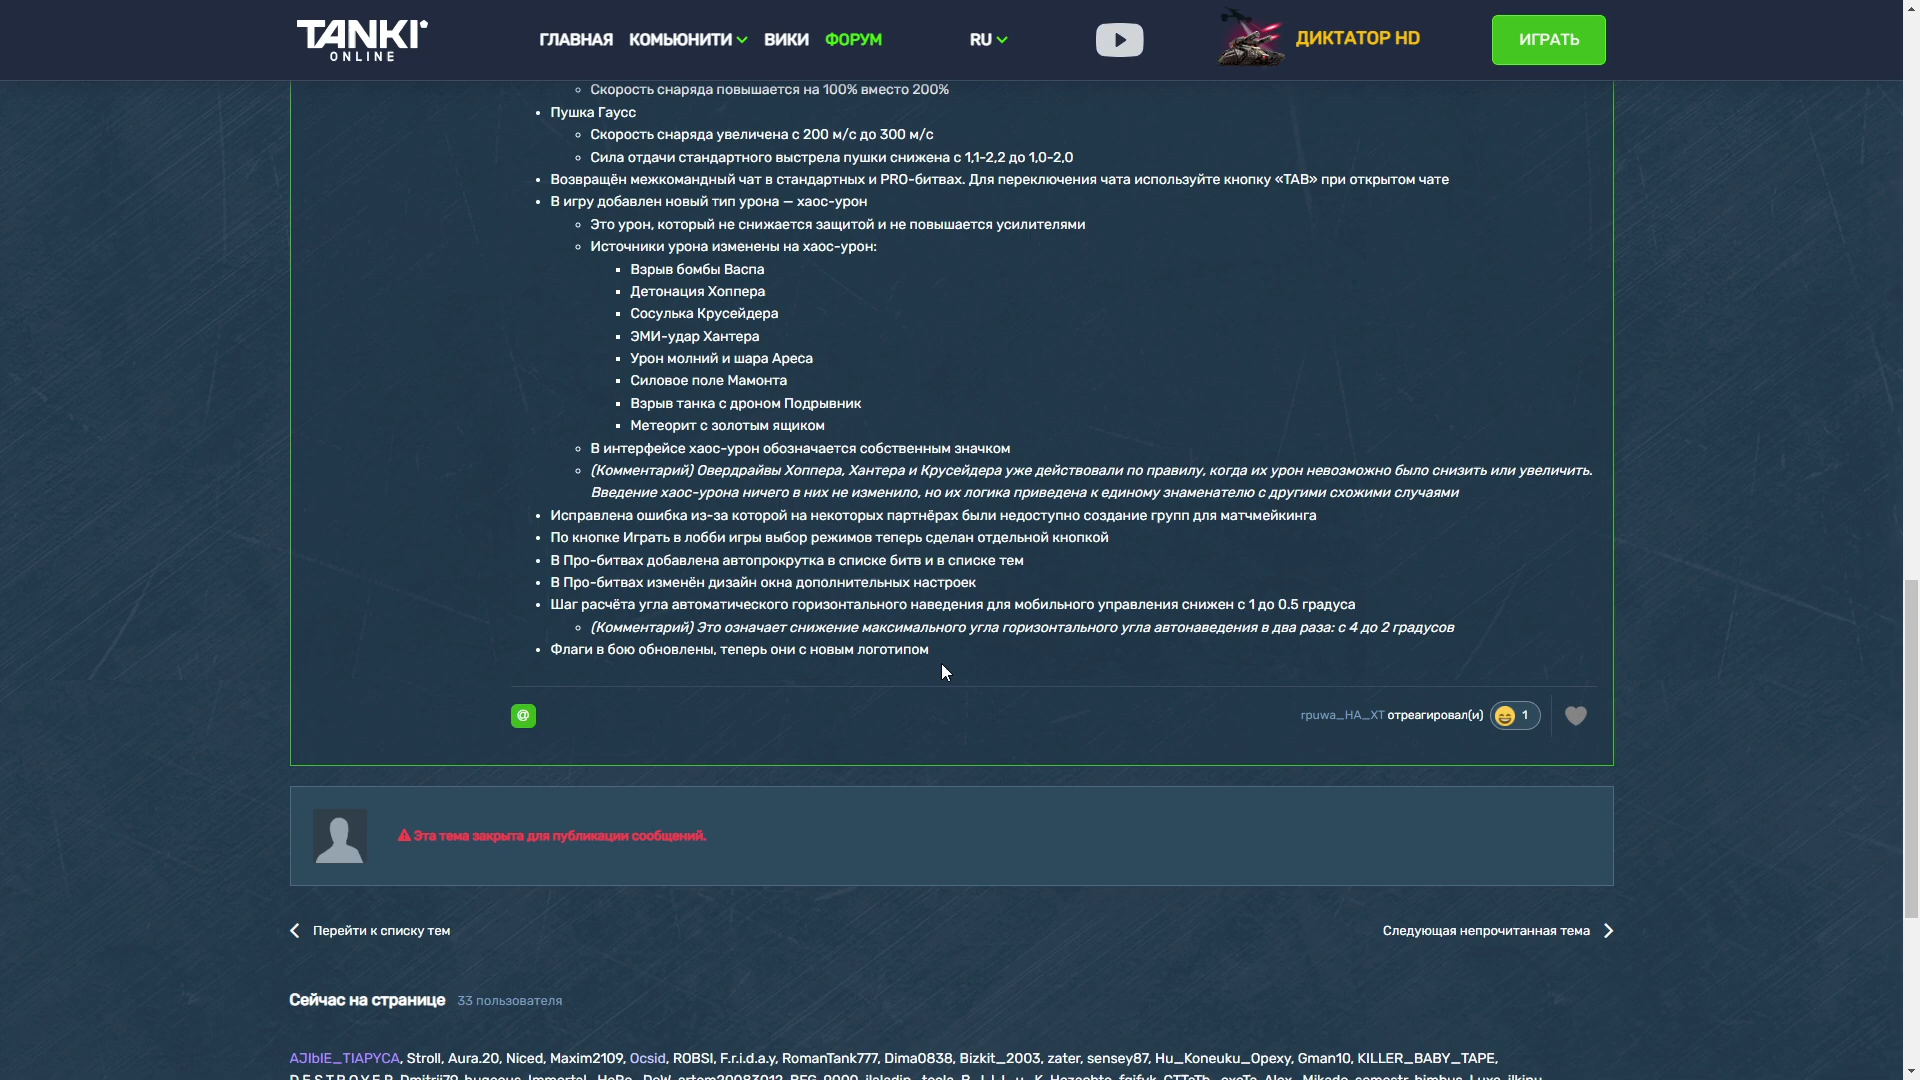 TANKI
ONLINE
ГЛАВНАЯ
КОМЬЮНИТИ
ВИКИ
ФОРУМ
RU
ДИКТАТОР HD
ИГРАТЬ
Скорость снаряда повышается на 100% вместо 200%
Пушка Гаусс
Скорость снаряда увеличена с 200 м/с до 300 м/с
Сила отдачи стандартного выстрела пушки снижена с 1,1-2,2 до 1,0-2,0
Возвращён межкомандный чат в стандартных и PRO-битвах. Для переключения чата используйте кнопку «TAB» при открытом чате
В игру добавлен новый тип урона — хаос-урон
Это урон, который не снижается защитой и не повышается усилителями
Источники урона изменены на хаос-урон:
Взрыв бомбы Васпа
Детонация Хоппера
Сосулька Крусейдера
ЭМИ-удар Хантера
Урон молний и шара Ареса
Силовое поле Мамонта
Взрыв танка с дроном Подрывник
Метеорит с золотым ящиком
В интерфейсе хаос-урон обозначается собственным значком
(Комментарий) Овердрайвы Хоппера, Хантера и Крусейдера уже действовали по правилу, когда их урон невозможно было снизить или увеличить.
Введение хаос-урона ничего в них не изменило, но их логика приведена к единому знаменателю с другими схожими случаями
Исправлена ошибка из-за которой на некоторых партнёрах были недоступно создание групп для матчмейкинга
По кнопке Играть в лобби игры выбор режимов теперь сделан отдельной кнопкой
В Про-битвах добавлена автопрокрутка в списке битв и в списке тем
В Про-битвах изменён дизайн окна дополнительных настроек
Шаг расчёта угла автоматического горизонтального наведения для мобильного управления снижен с 1 до 0.5 градуса
(Комментарий) Это означает снижение максимального угла горизонтального угла автонаведения в два раза: с 4 до 2 градусов
Флаги в бою обновлены, теперь они с новым логотипом
@
rpuwa_HA_XT отреагировал(и) 1
Эта тема закрыта для публикации сообщений.
Перейти к списку тем
Следующая непрочитанная тема
Сейчас на странице 33 пользователя
AJIbIE_TIAPYCA, Stroll, Aura.20, Niced, Maxim2109, Ocsid, ROBSI, F.r.i.d.a.y, RomanTank777, Dima0838, Bizkit_2003, zater, sensey87, Hu_Koneuku_Opexy, Gman10, KILLER_BABY_TAPE,